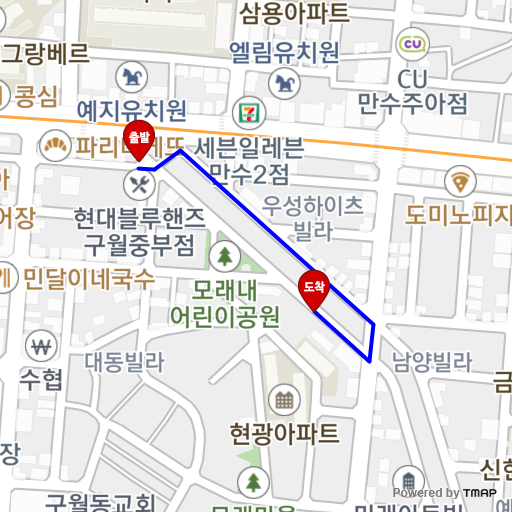 삼용아파트
그랑베르
엘림유치원
CU
CU
만수주아점
콩심
예지유치원
7
출발
세븐일레븐
만수2점
우성하이츠
빌라
도미노피자
어장
현대블루핸즈
구월중부점
민달이네국수
모래내
어린이공원
도착
대동빌라
수협
남양빌라
현광아파트
구월동교회
Powered by TMAP